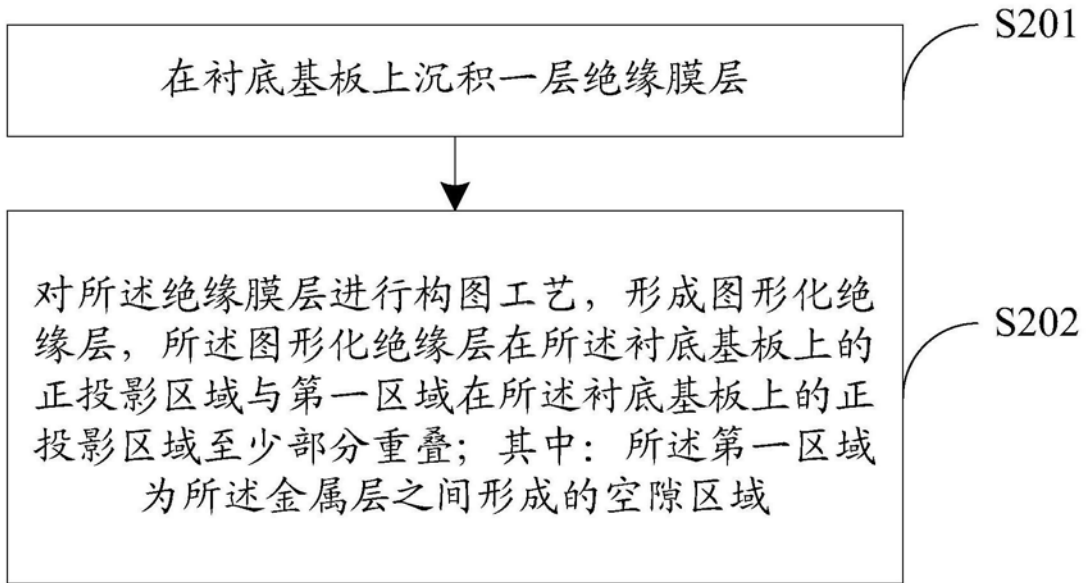 S201
在衬底基板上沉积一层绝缘膜层
对所述绝缘膜层进行构图工艺，形成图形化绝
缘层，所述图形化绝缘层在所述衬底基板上的
正投影区域与第一区域在所述衬底基板上的正
投影区域至少部分重叠；其中：所述第一区域
为所述金属层之间形成的空隙区域
S202